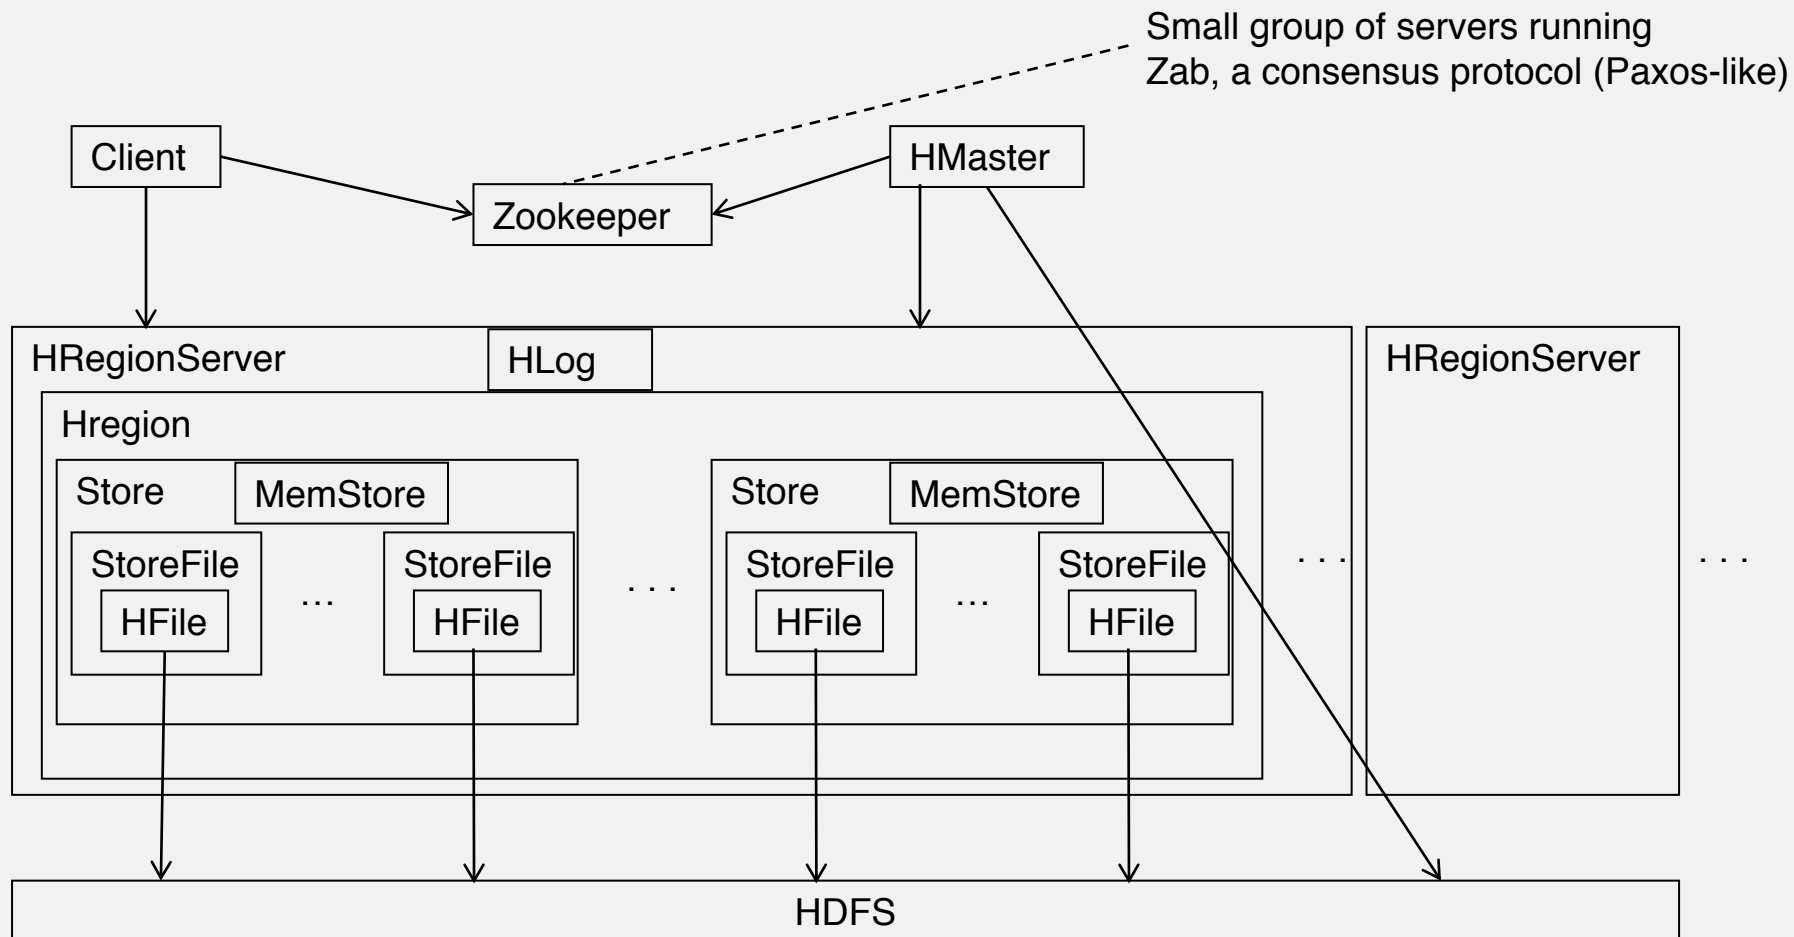 Small group of servers running
Zab, a consensus protocol (Paxos-like)
Client
HMaster
Zookeeper
HRegionServer
HLog
HRegionServer
Hregion
Store
MemStore
Store
MemStore
StoreFile
StoreFile
StoreFile
StoreFile
...
...
. . .
. . .
. . .
HFile
HFile
HFile
HFile
HDFS